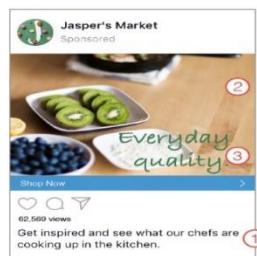 Jasper's Market
Sponsored
2
Everyday
quality.
3
Shop Now
62,569 views
Get inspired and see what our chefs are
1
cooking up in the kitchen.